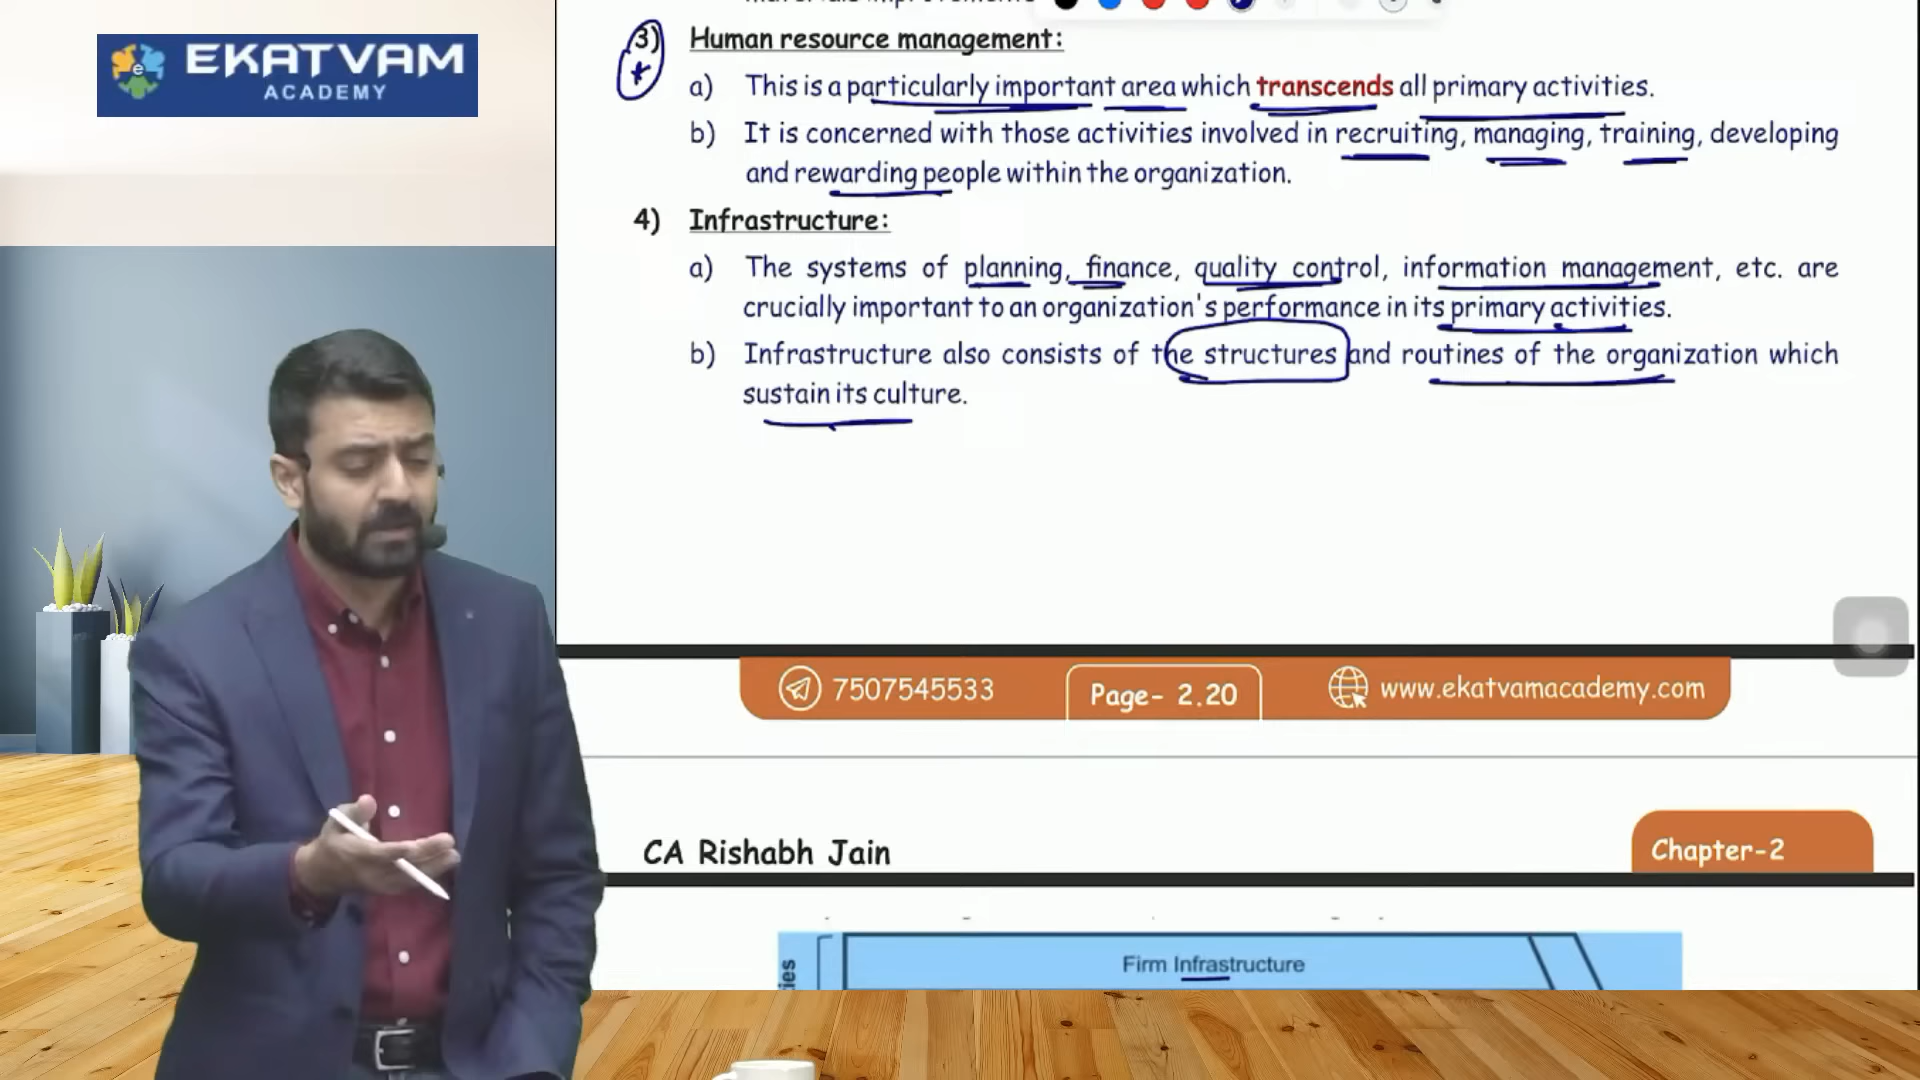 EKATVAM
ACADEMY
3) Human resource management:
a) This is a particularly important area which transcends all primary activities.
b) It is concerned with those activities involved in recruiting, managing, training, developing
and rewarding people within the organization.
4) Infrastructure:
a) The systems of planning, finance, quality control, information management, etc. are
crucially important to an organization's performance in its primary activities.
b) Infrastructure also consists of the structures and routines of the organization which
sustain its culture.
7507545533 Page- 2.20 www.ekatvamacademy.com
CA Rishabh Jain Chapter-2
Firm Infrastructure